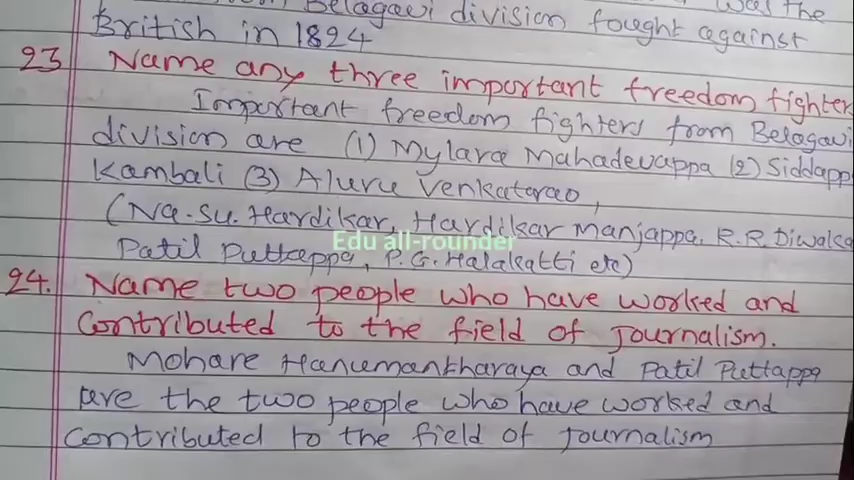 Belagavi division fought against
British in 1824
23 Name any three important freedom fighter
Important freedom fighters from Belagavi
division are (1) Mylara Mahadevappa (2) Siddapp
Kambali (3) Aluru Venkatarao,
(Na.Su. Hardikar, Hardikar Manjappa, R.R. Diwaka
Edu all-rounder
Patil Puttappa, P.G. Halakatti etc)
24. Name two people who have worked and
contributed to the field of journalism.
Mohare Hanumantharaya and Patil Puttappa
are the two people who have worked and
contributed to the field of journalism